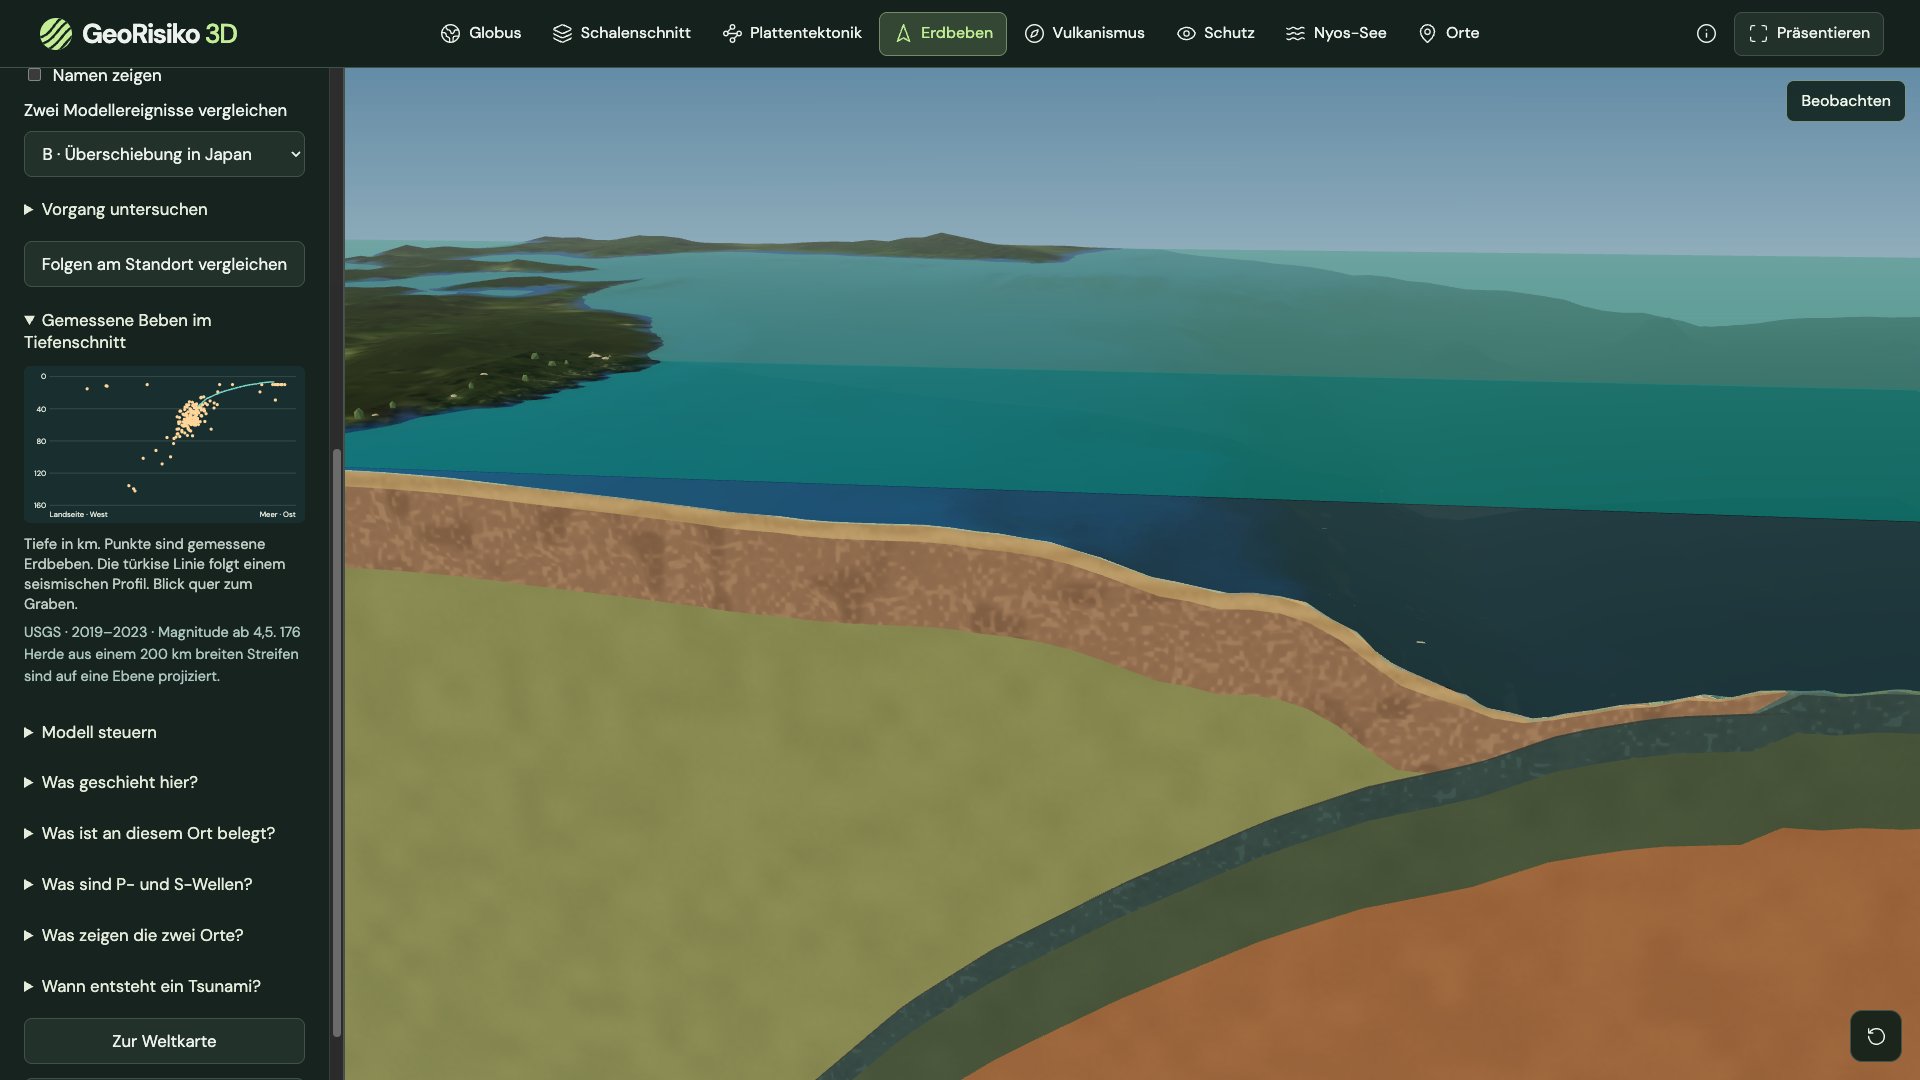 GeoRisiko 3D
Globus
Schalenschnitt
Plattentektonik
Erdbeben
Vulkanismus
Schutz
Nyos-See
Orte
Präsentieren
Namen zeigen
Zwei Modellereignisse vergleichen
B · Überschiebung in Japan
Vorgang untersuchen
Folgen am Standort vergleichen
Gemessene Beben im
Tiefenschnitt
0
40
80
120
160
Landseite · West
Meer · Ost
Tiefe in km. Punkte sind gemessene
Erdbeben. Die türkise Linie folgt einem
seismischen Profil. Blick quer zum
Graben.
USGS · 2019–2023 · Magnitude ab 4,5. 176
Herde aus einem 200 km breiten Streifen
sind auf eine Ebene projiziert.
Modell steuern
Was geschieht hier?
Was ist an diesem Ort belegt?
Was sind P- und S-Wellen?
Was zeigen die zwei Orte?
Wann entsteht ein Tsunami?
Zur Weltkarte
Beobachten